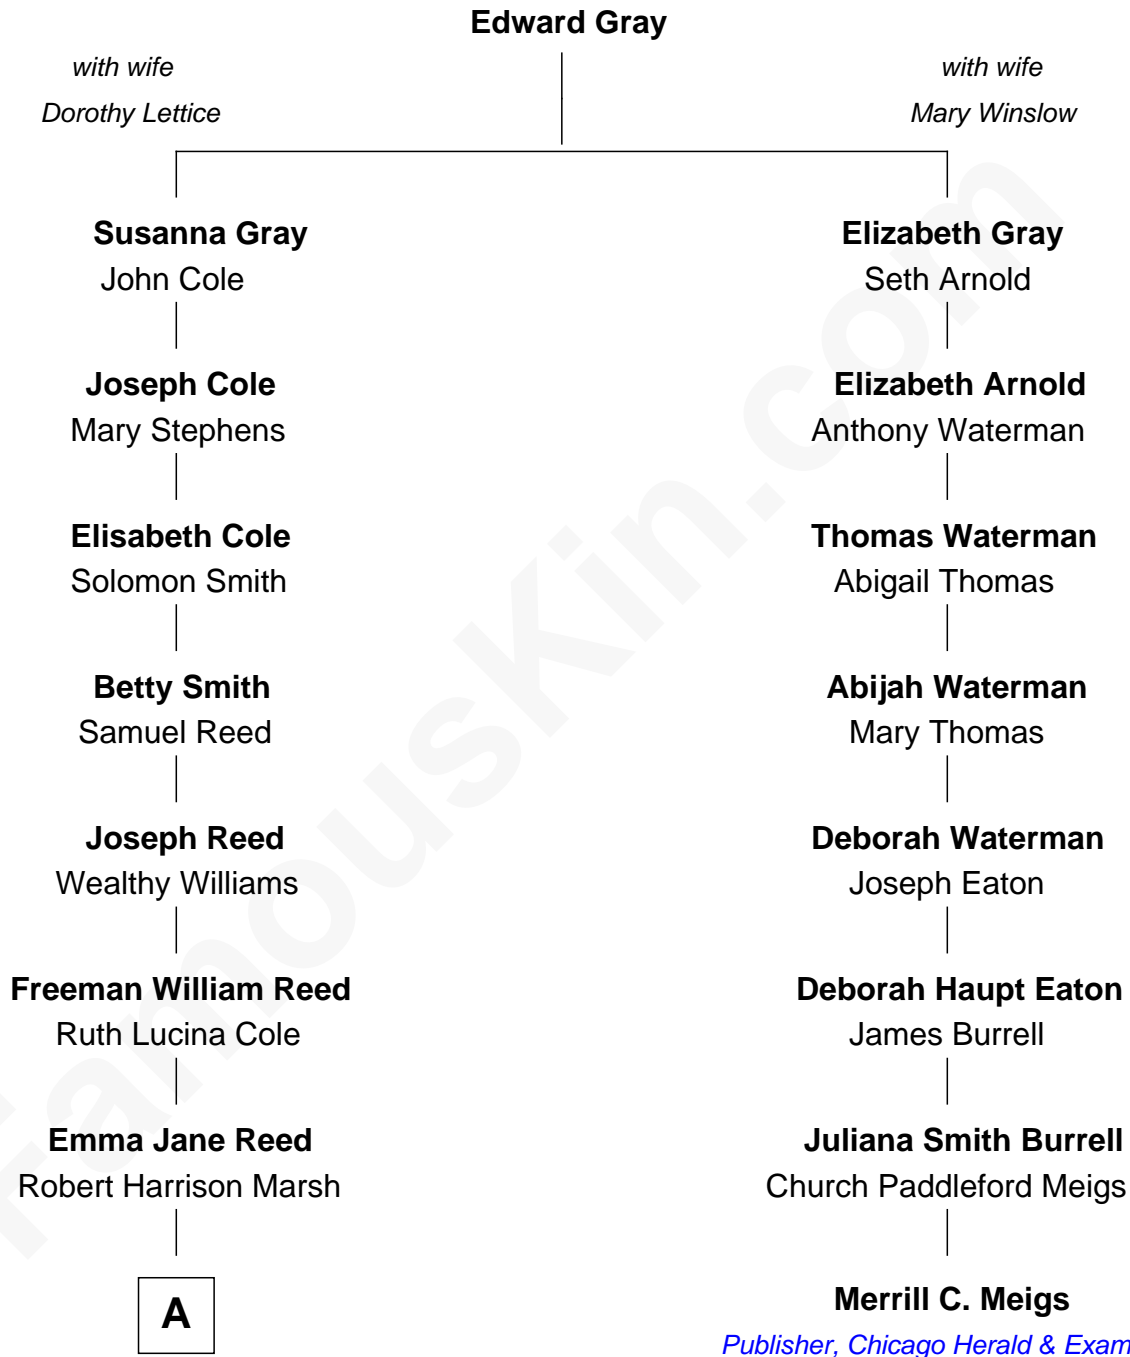 Edward Gray
with wife
Dorothy Lettice
with wife
Mary Winslow
Susanna Gray
John Cole
Elizabeth Gray
Seth Arnold
Joseph Cole
Mary Stephens
Elizabeth Arnold
Anthony Waterman
Elisabeth Cole
Solomon Smith
Thomas Waterman
Abigail Thomas
Betty Smith
Samuel Reed
Abijah Waterman
Mary Thomas
Joseph Reed
Wealthy Williams
Deborah Waterman
Joseph Eaton
Freeman William Reed
Ruth Lucina Cole
Deborah Haupt Eaton
James Burrell
Emma Jane Reed
Robert Harrison Marsh
Juliana Smith Burrell
Church Paddleford Meigs
A
Merrill C. Meigs
Publisher, Chicago Herald & Exam
FamousKin.com